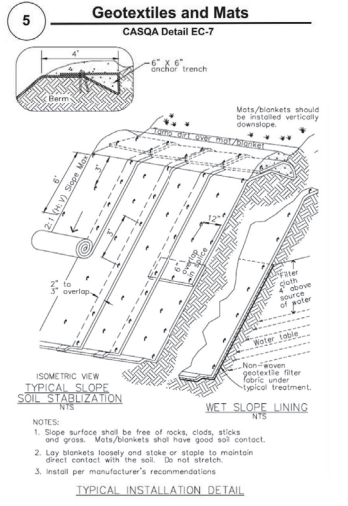 5
Geotextiles and Mats
CASQA Detail EC-7
4'
6" X 6"
anchor trench
Berm
Mats/blankets should
be installed vertically
downslope.
Tamp dirt over mat/blanket
6'
2:1 (H:V) Slope Max
3'
3'
12"
6" overlap
2" to
3" overlap
Filter
cloth
4" above
source
of water
Water table
Non-woven
geotextile filter
fabric under
typical treatment.
ISOMETRIC VIEW
TYPICAL SLOPE
SOIL STABLIZATION
NTS
WET SLOPE LINING
NTS
NOTES:
1. Slope surface shall be free of rocks, clods, sticks
and grass. Mats/blankets shall have good soil contact.
2. Lay blankets loosely and stake or staple to maintain
direct contact with the soil. Do not stretch.
3. Install per manufacturer's recommendations
TYPICAL INSTALLATION DETAIL